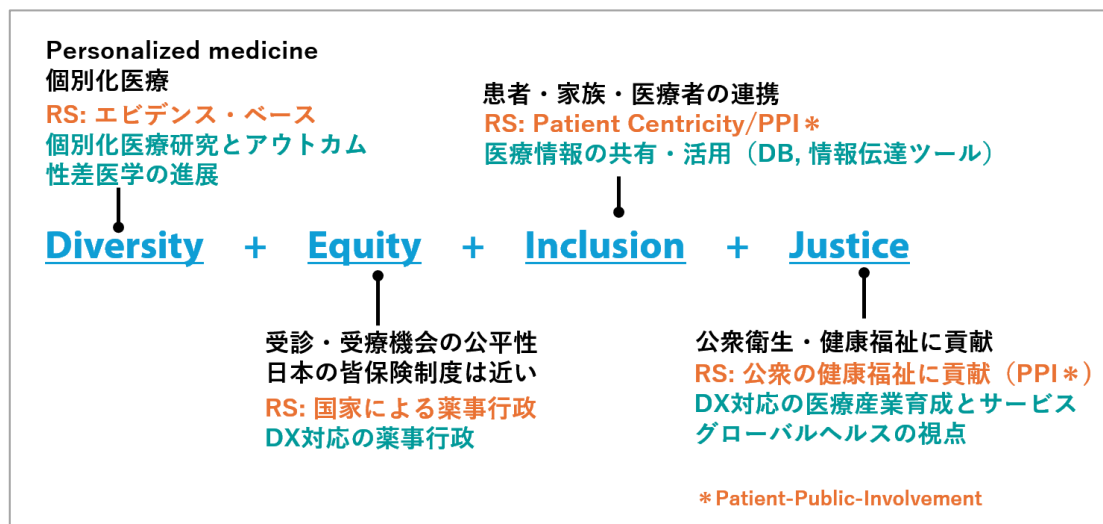 Personalized medicine
個別化医療
RS: エビデンス・ベース
個別化医療研究とアウトカム
性差医学の進展
患者・家族・医療者の連携
RS: Patient Centricity/PPI＊
医療情報の共有・活用（DB, 情報伝達ツール）
Diversity + Equity + Inclusion + Justice
受診・受療機会の公平性
日本の皆保険制度は近い
RS: 国家による薬事行政
DX対応の薬事行政
公衆衛生・健康福祉に貢献
RS: 公衆の健康福祉に貢献（PPI＊）
DX対応の医療産業育成とサービス
グローバルヘルスの視点
＊Patient-Public-Involvement